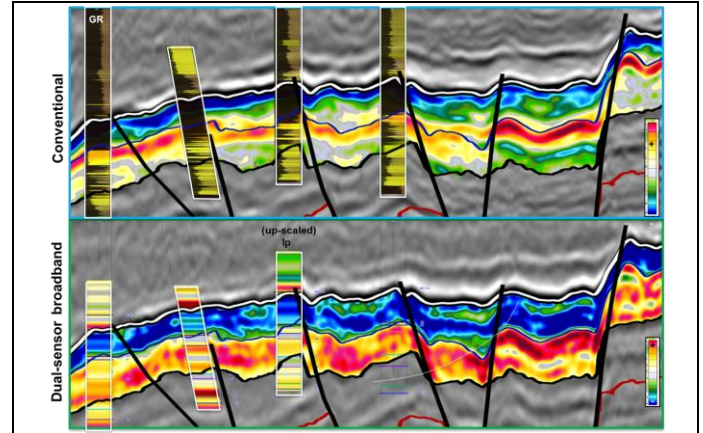 GR
Conventional
+
-
(up-scaled)
Ip
Dual-sensor broadband
+
-